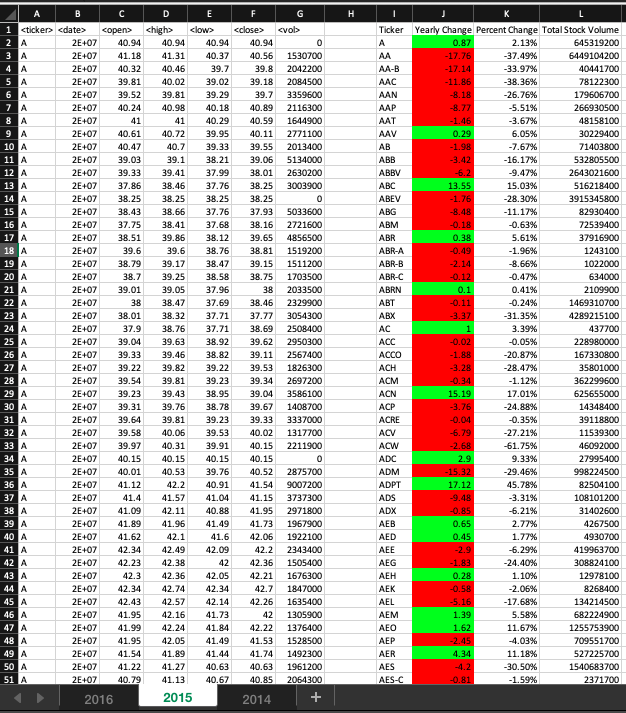 A B C D E F G H I J K L
1 <ticker> <date> <open> <high> <low> <close> <vol> Ticker Yearly Change Percent Change Total Stock Volume
2 A 2E+07 40.94 40.94 40.94 40.94 0 A 0.87 2.13% 645319200
3 A 2E+07 41.18 41.31 40.37 40.56 1530700 AA -17.76 -37.49% 6449104200
4 A 2E+07 40.32 40.46 39.7 39.8 2042200 AA-B -17.14 -33.97% 40441700
5 A 2E+07 39.81 40.02 39.02 39.18 2084500 AAC -11.86 -38.36% 78122300
6 A 2E+07 39.52 39.81 39.29 39.7 3359600 AAN -8.18 -26.76% 179606700
7 A 2E+07 40.24 40.98 40.18 40.89 2116300 AAP -8.77 -5.51% 266930500
8 A 2E+07 41 41 40.29 40.59 1644900 AAT -1.46 -3.67% 48158100
9 A 2E+07 40.61 40.72 39.95 40.11 2771100 AAV 0.29 6.05% 30229400
10 A 2E+07 40.47 40.7 39.33 39.55 2013400 AB -1.98 -7.67% 71403800
11 A 2E+07 39.03 39.1 38.21 39.06 5134000 ABB -3.42 -16.17% 532805500
12 A 2E+07 39.33 39.41 37.99 38.01 2630200 ABBV -6.2 -9.47% 2643021600
13 A 2E+07 37.86 38.46 37.76 38.25 3003900 ABC 13.55 15.03% 516218400
14 A 2E+07 38.25 38.25 38.25 38.25 0 ABEV -1.76 -28.30% 3915345800
15 A 2E+07 38.43 38.66 37.76 37.93 5033600 ABG -8.48 -11.17% 82930400
16 A 2E+07 37.75 38.41 37.68 38.16 2721600 ABM -0.18 -0.63% 72539400
17 A 2E+07 38.51 39.86 38.12 39.65 4856500 ABR 0.38 5.61% 37916900
18 A 2E+07 39.6 39.6 38.76 38.81 1519200 ABR-A -0.49 -1.96% 1243100
19 A 2E+07 38.79 39.17 38.47 39.15 1511200 ABR-B -2.14 -8.66% 1022000
20 A 2E+07 38.7 39.25 38.58 38.75 1703500 ABR-C -0.12 -0.47% 634000
21 A 2E+07 39.01 39.05 37.96 38 2033500 ABRN 0.1 0.41% 2109900
22 A 2E+07 38 38.47 37.69 38.46 2329900 ABT -0.11 -0.24% 1469310700
23 A 2E+07 38.01 38.32 37.71 37.77 3054300 ABX -3.37 -31.35% 4289215100
24 A 2E+07 37.9 38.76 37.71 38.69 2508400 AC 1 3.39% 437700
25 A 2E+07 39.04 39.63 38.92 39.62 2950300 ACC -0.02 -0.05% 228980000
26 A 2E+07 39.33 39.46 38.82 39.11 2567400 ACCO -1.88 -20.87% 167330800
27 A 2E+07 39.22 39.82 39.22 39.53 1826300 ACH -3.28 -28.47% 35801000
28 A 2E+07 39.54 39.81 39.23 39.34 2697200 ACM -0.34 -1.12% 362299600
29 A 2E+07 39.23 39.43 38.95 39.04 3586100 ACN 15.19 17.01% 625655000
30 A 2E+07 39.31 39.76 38.78 39.67 1408700 ACP -3.76 -24.88% 14348400
31 A 2E+07 39.64 39.81 39.23 39.33 3337000 ACRE -0.04 -0.35% 39118800
32 A 2E+07 39.58 40.06 39.53 40.02 1317700 ACV -6.79 -27.21% 11539300
33 A 2E+07 39.97 40.31 39.91 40.15 2211900 ACW -2.68 -61.75% 46092000
34 A 2E+07 40.15 40.15 40.15 40.15 0 ADC 2.9 9.33% 27995400
35 A 2E+07 40.01 40.53 39.76 40.52 2875700 ADM -15.32 -29.46% 998224500
36 A 2E+07 41.12 42.2 40.91 41.54 9007200 ADPT 17.12 45.78% 82504100
37 A 2E+07 41.4 41.57 41.04 41.15 3737300 ADS -9.48 -3.31% 108101200
38 A 2E+07 41.09 42.11 40.88 41.95 2971800 ADX -0.85 -6.21% 31402600
39 A 2E+07 41.89 41.96 41.49 41.73 1967900 AEB 0.65 2.77% 4267500
40 A 2E+07 41.62 42.1 41.6 42.06 1922100 AED 0.45 1.77% 4930700
41 A 2E+07 42.34 42.49 42.09 42.2 2343400 AEE -2.9 -6.29% 419963700
42 A 2E+07 42.23 42.38 42 42.36 1505400 AEG -1.83 -24.40% 308824100
43 A 2E+07 42.3 42.36 42.05 42.21 1676300 AEH 0.28 1.10% 12978100
44 A 2E+07 42.34 42.74 42.34 42.7 1847000 AEK -0.58 -2.06% 8268400
45 A 2E+07 42.43 42.57 42.14 42.26 1635400 AEL -5.16 -17.68% 134214500
46 A 2E+07 41.95 42.16 41.73 42 1305900 AEM 1.39 5.58% 682224900
47 A 2E+07 41.99 42.24 41.84 42.22 1376400 AEO 1.62 11.67% 1255753900
48 A 2E+07 41.95 42.05 41.49 41.53 1528500 AEP -2.45 -4.03% 709551700
49 A 2E+07 41.54 41.89 41.44 41.74 1492300 AER 4.34 11.18% 527225700
50 A 2E+07 41.22 41.27 40.63 40.63 1961200 AES -4.2 -30.50% 1540683700
51 A 2E+07 40.79 41.13 40.67 40.85 2064300 AES-C -0.81 -1.59% 2371700
2016 2015 2014 +